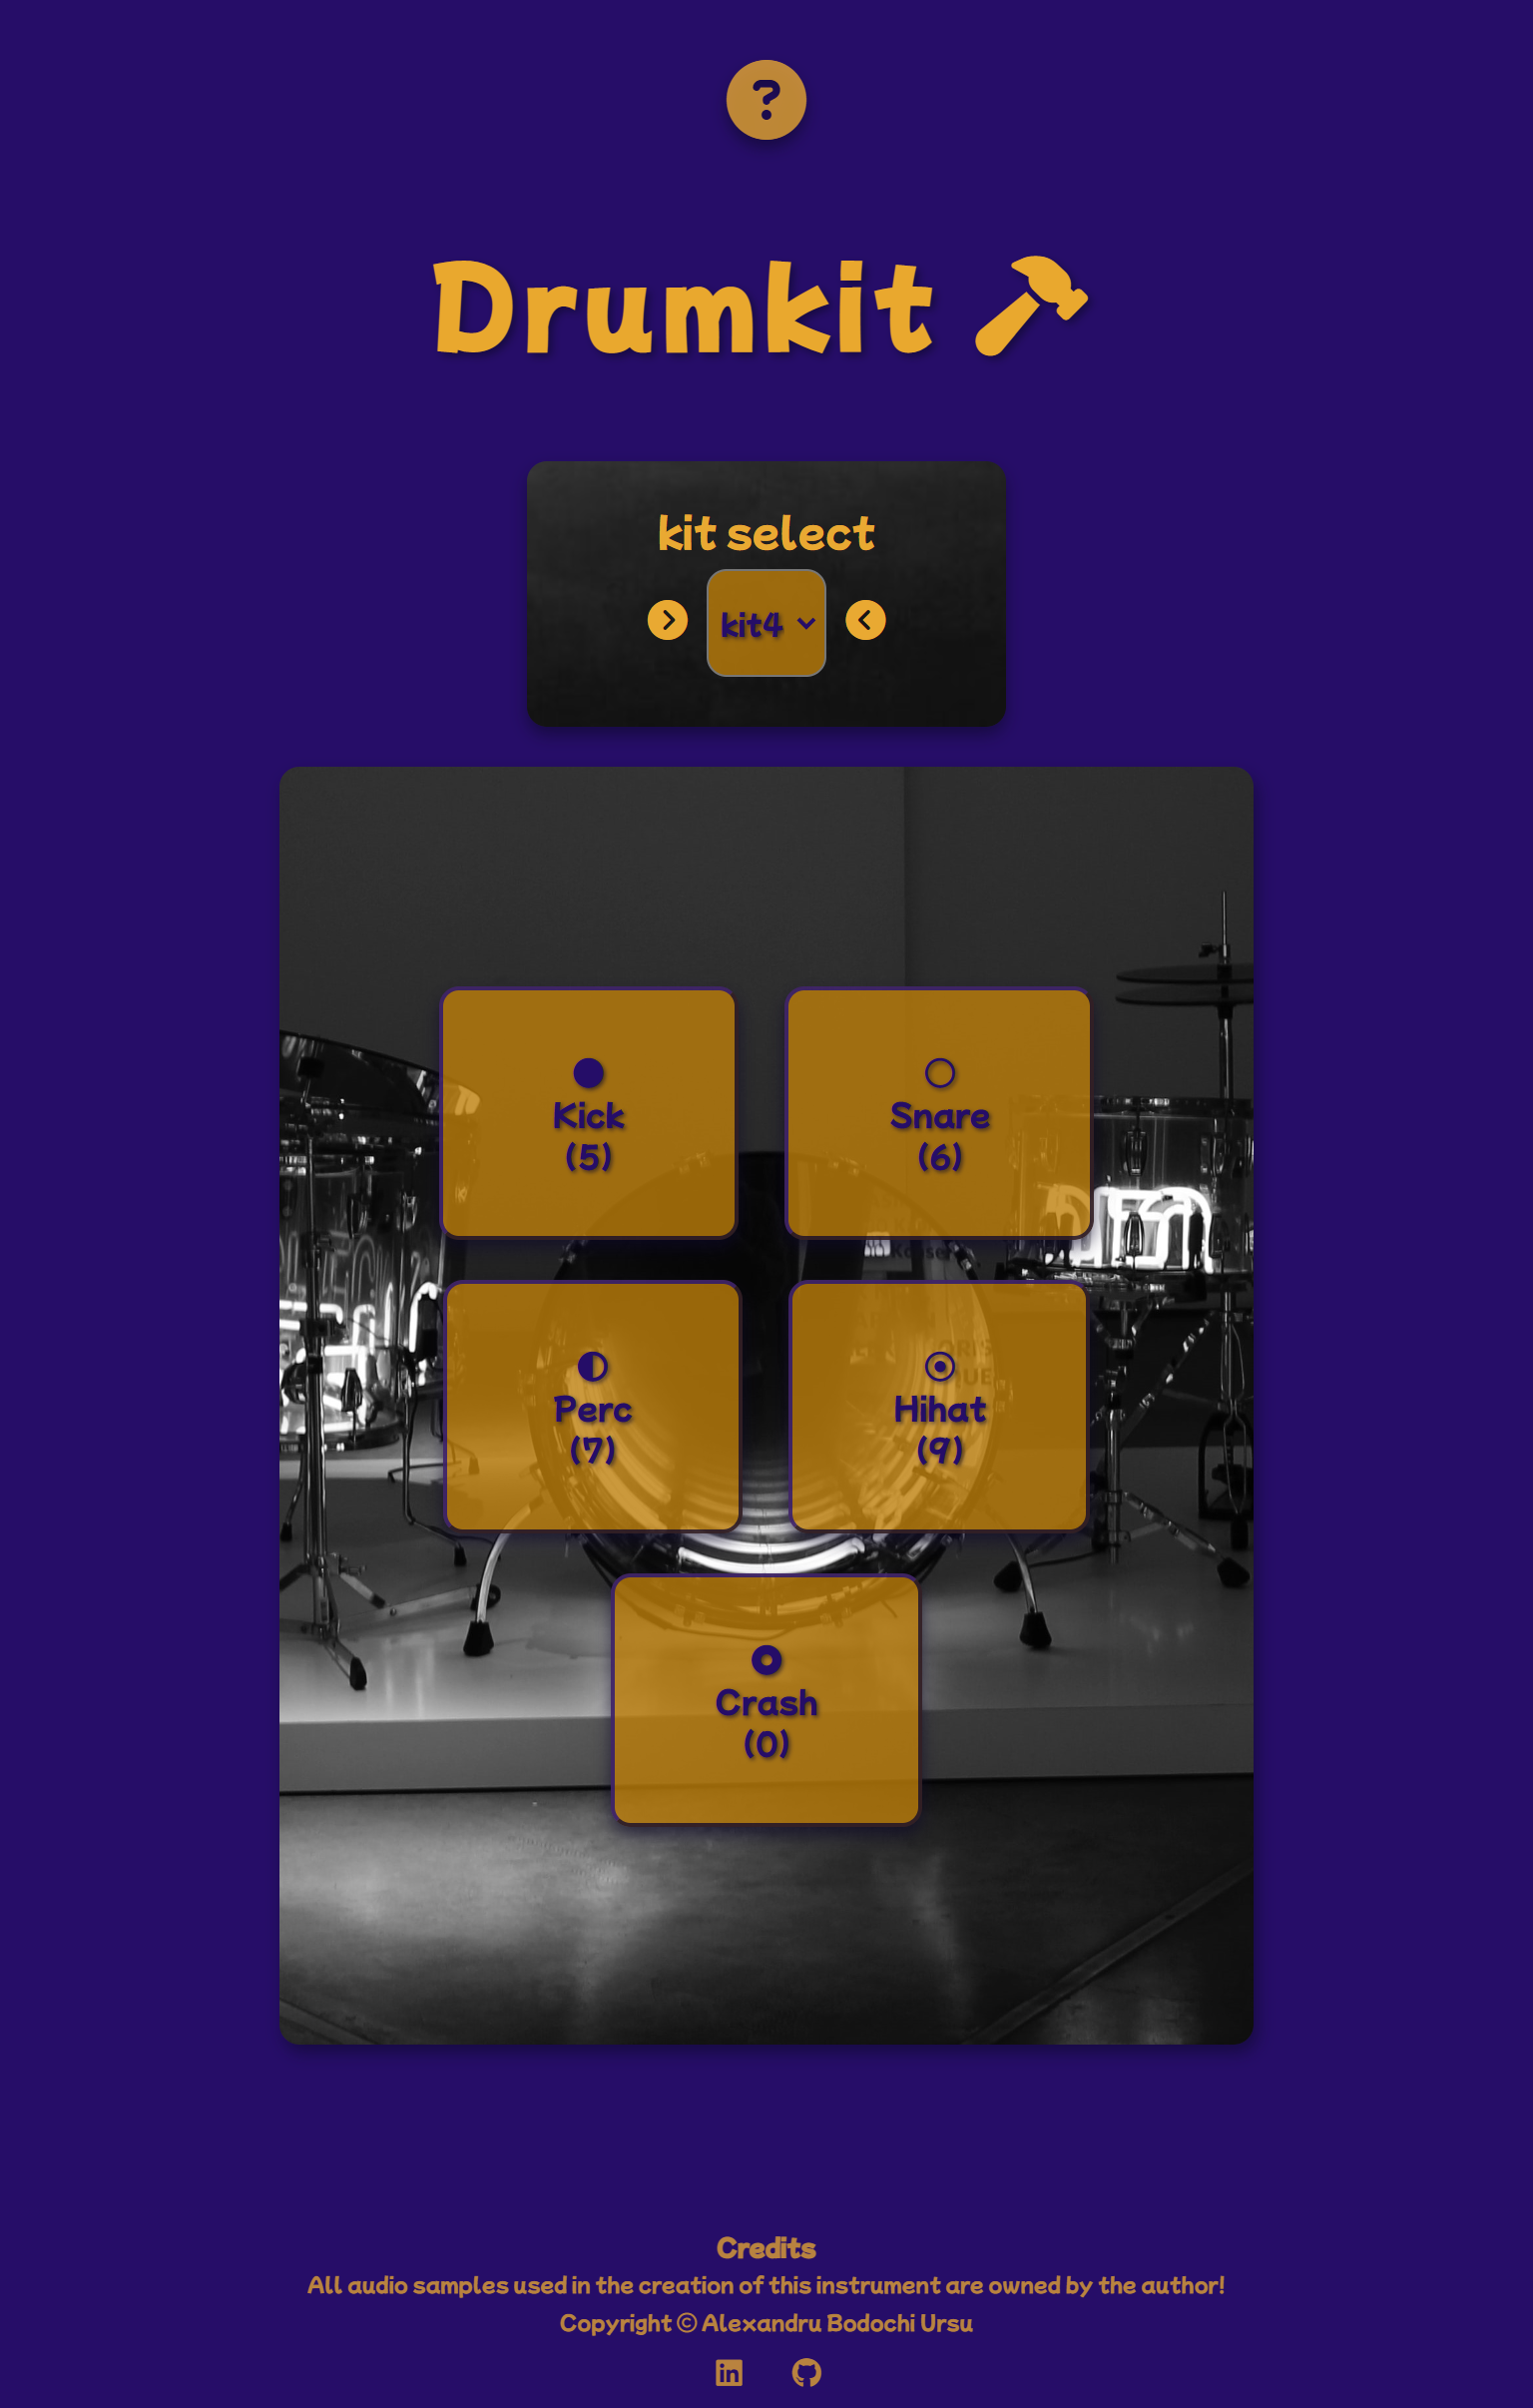 ?
Drumkit
kit select
kit4
Kick
(5)
Snare
(6)
Perc
(7)
Hihat
(9)
Crash
(0)
Credits
All audio samples used in the creation of this instrument are owned by the author!
Copyright © Alexandru Bodochi Ursu
in